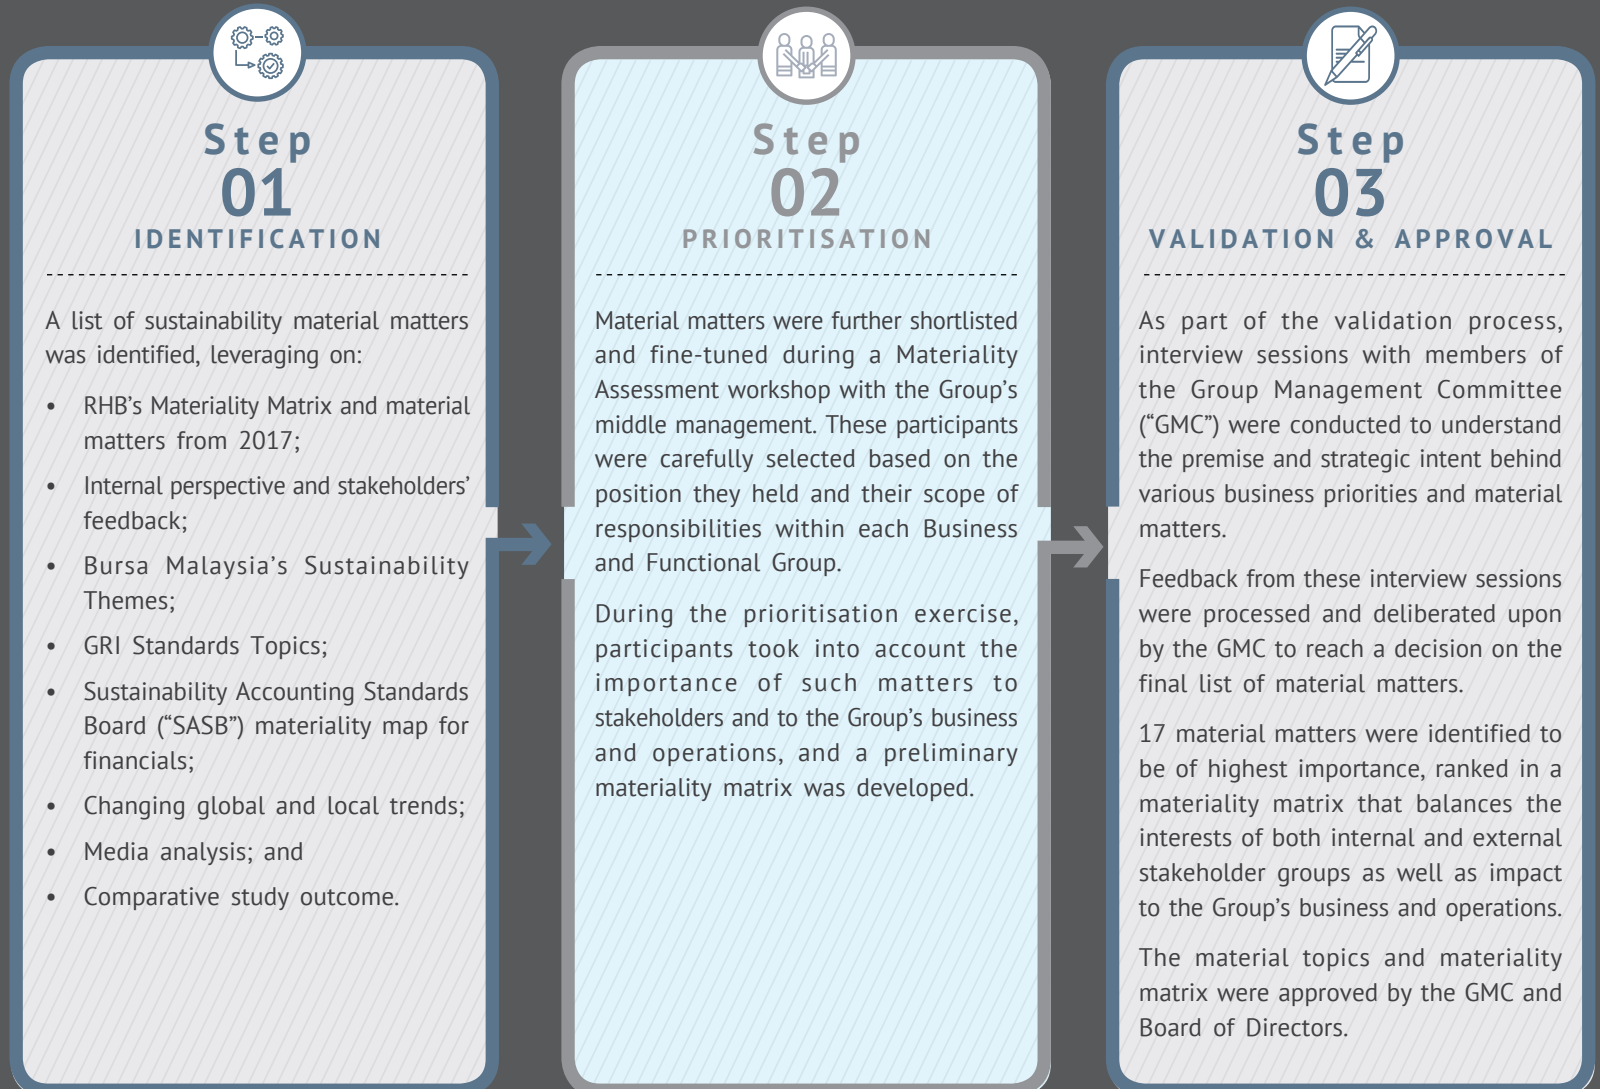 Step
01
IDENTIFICATION
A list of sustainability material matters
was identified, leveraging on:
• RHB's Materiality Matrix and material
matters from 2017;
• Internal perspective and stakeholders'
feedback;
• Bursa Malaysia's Sustainability
Themes;
• GRI Standards Topics;
• Sustainability Accounting Standards
Board ("SASB") materiality map for
financials;
• Changing global and local trends;
• Media analysis; and
• Comparative study outcome.
Step
02
PRIORITISATION
Material matters were further shortlisted
and fine-tuned during a Materiality
Assessment workshop with the Group's
middle management. These participants
were carefully selected based on the
position they held and their scope of
responsibilities within each Business
and Functional Group.
During the prioritisation exercise,
participants took into account the
importance of such matters to
stakeholders and to the Group's business
and operations, and a preliminary
materiality matrix was developed.
Step
03
VALIDATION & APPROVAL
As part of the validation process,
interview sessions with members of
the Group Management Committee
("GMC") were conducted to understand
the premise and strategic intent behind
various business priorities and material
matters.
Feedback from these interview sessions
were processed and deliberated upon
by the GMC to reach a decision on the
final list of material matters.
17 material matters were identified to
be of highest importance, ranked in a
materiality matrix that balances the
interests of both internal and external
stakeholder groups as well as impact
to the Group's business and operations.
The material topics and materiality
matrix were approved by the GMC and
Board of Directors.